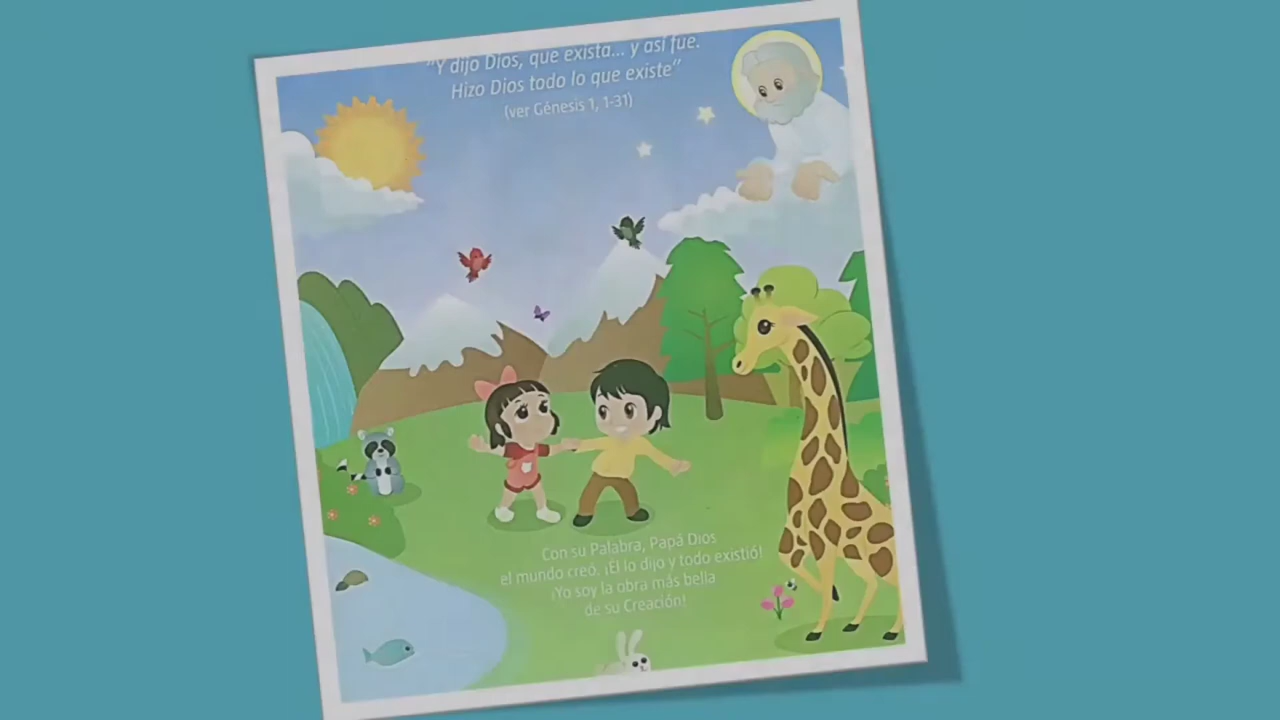 "Y dijo Dios, que exista... y así fue.
Hizo Dios todo lo que existe"
(ver Génesis 1, 1-31)
Con su Palabra, Papá Dios
el mundo creó. ¡Él lo dijo y todo existió!
¡Yo soy la obra más bella
de su Creación!